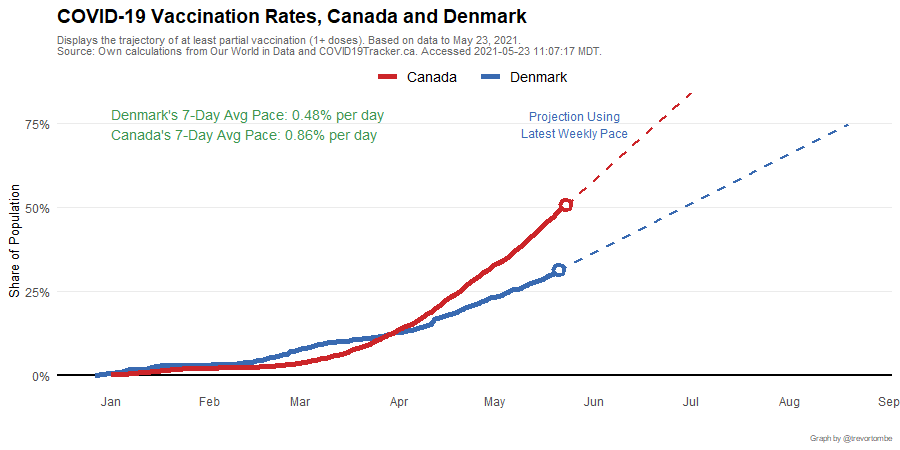 COVID-19 Vaccination Rates, Canada and Denmark
Displays the trajectory of at least partial vaccination (1+ doses). Based on data to May 23, 2021.
Source: Own calculations from Our World in Data and COVID19Tracker.ca. Accessed 2021-05-23 11:07:17 MDT.
Canada Denmark
Denmark's 7-Day Avg Pace: 0.48% per day
Canada's 7-Day Avg Pace: 0.86% per day
Projection Using
Latest Weekly Pace
Share of Population
75%
50%
25%
0%
Jan Feb Mar Apr May Jun Jul Aug Sep
Graph by @trevortombe